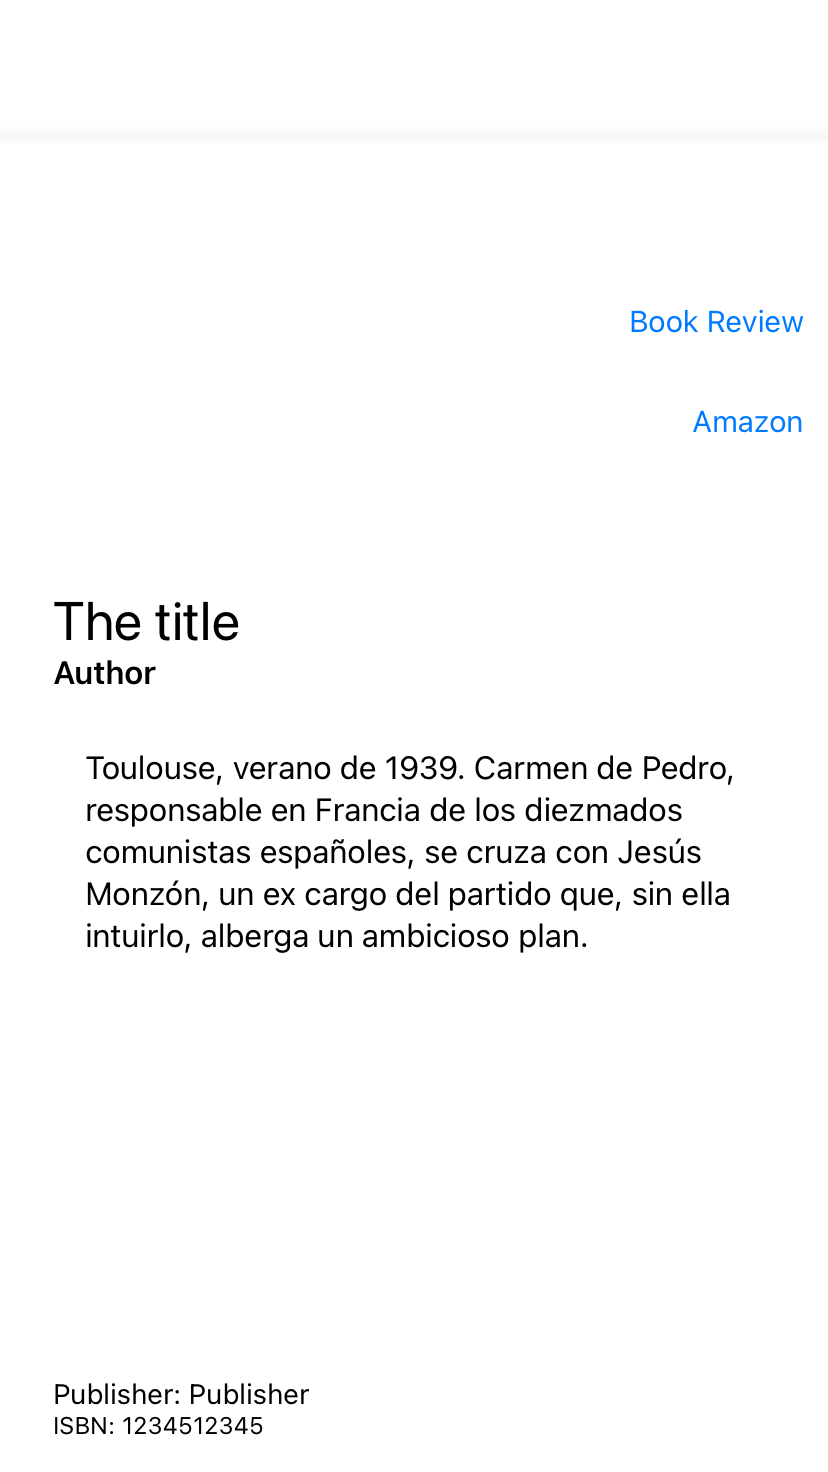 Book Review
Amazon
The title
Author
Toulouse, verano de 1939. Carmen de Pedro,
responsable en Francia de los diezmados
comunistas españoles, se cruza con Jesús
Monzón, un ex cargo del partido que, sin ella
intuirlo, alberga un ambicioso plan.
Publisher: Publisher
ISBN: 1234512345